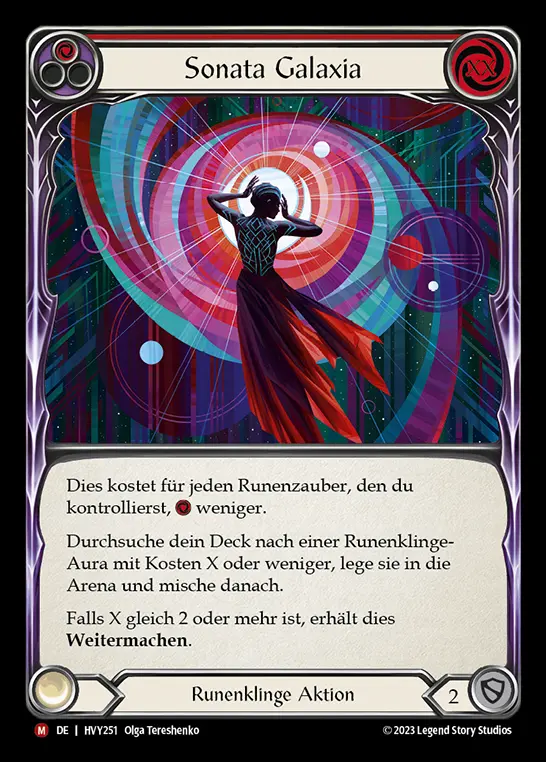 Sonata Galaxia
XX
Dies kostet für jeden Runenzauber, den du
kontrollierst, weniger.
Durchsuche dein Deck nach einer Runenklinge-
Aura mit Kosten X oder weniger, lege sie in die
Arena und mische danach.
Falls X gleich 2 oder mehr ist, erhält dies
Weitermachen.
Runenklinge Aktion
2
M DE | HVY251 Olga Tereshenko
© 2023 Legend Story Studios